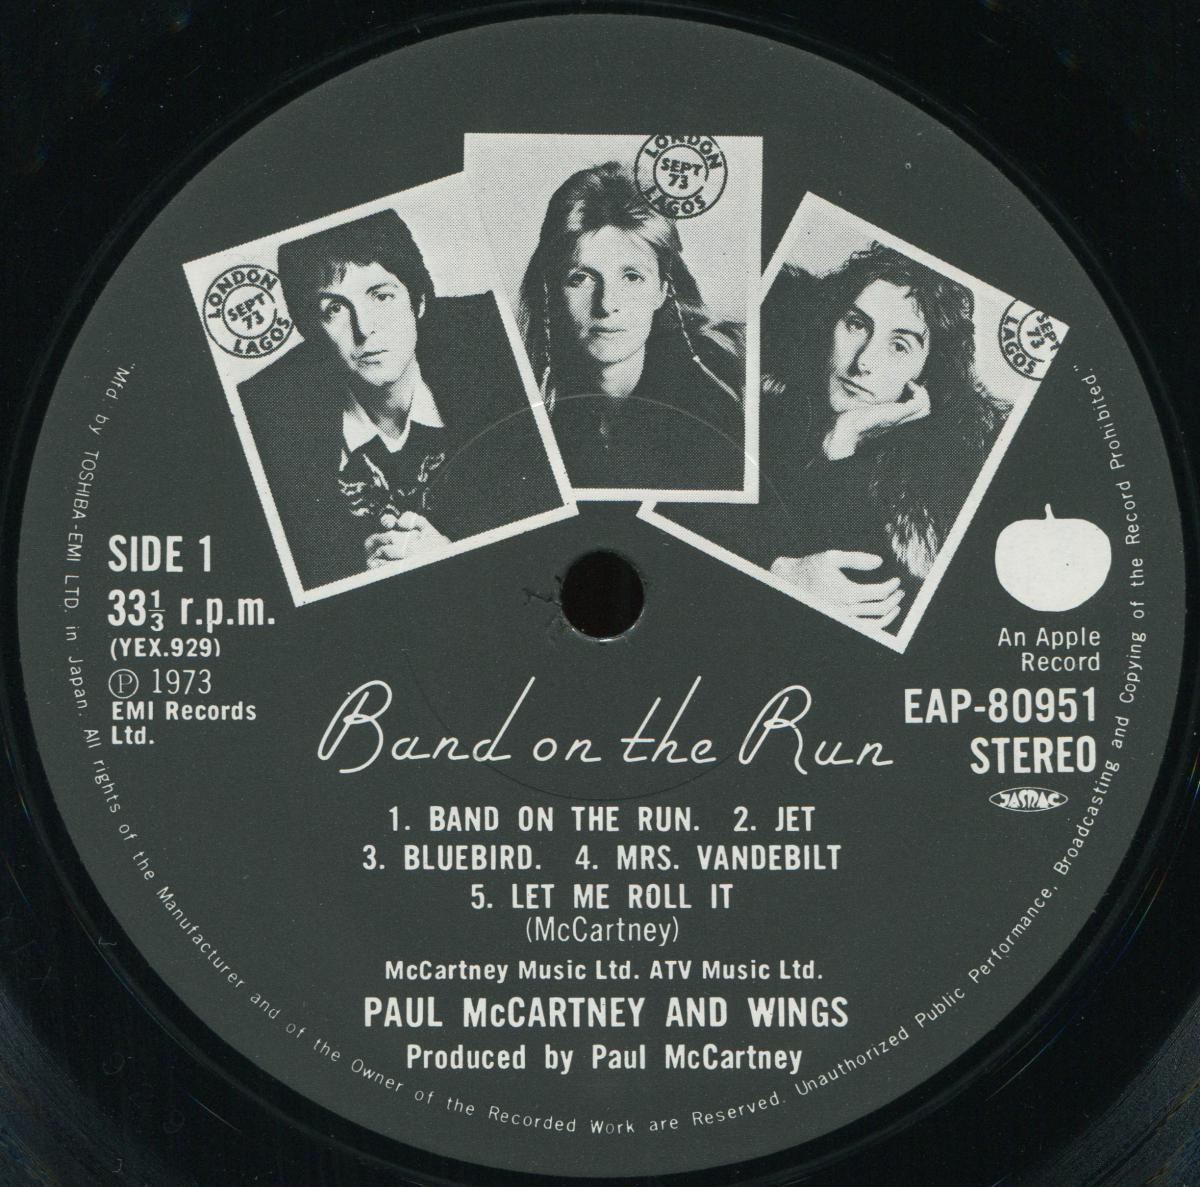 LONDON
SEPT
73
LAGOS
LONDON
SEPT
73
LAGOS
SEPT
73
LAGOS
SIDE 1
33⅓ r.p.m.
(YEX.929)
Ⓟ 1973
EMI Records
Ltd.
An Apple
Record
EAP-80951
STEREO
JASRAC
Band on the Run
1. BAND ON THE RUN. 2. JET
3. BLUEBIRD. 4. MRS. VANDEBILT
5. LET ME ROLL IT
(McCartney)
McCartney Music Ltd. ATV Music Ltd.
PAUL McCARTNEY AND WINGS
Produced by Paul McCartney
"Mfd. by TOSHIBA-EMI LTD. in Japan. All rights of the Manufacturer and of the Owner of the Recorded Work are Reserved. Unauthorized Public Performance, Broadcasting and Copying of the Record Prohibited."